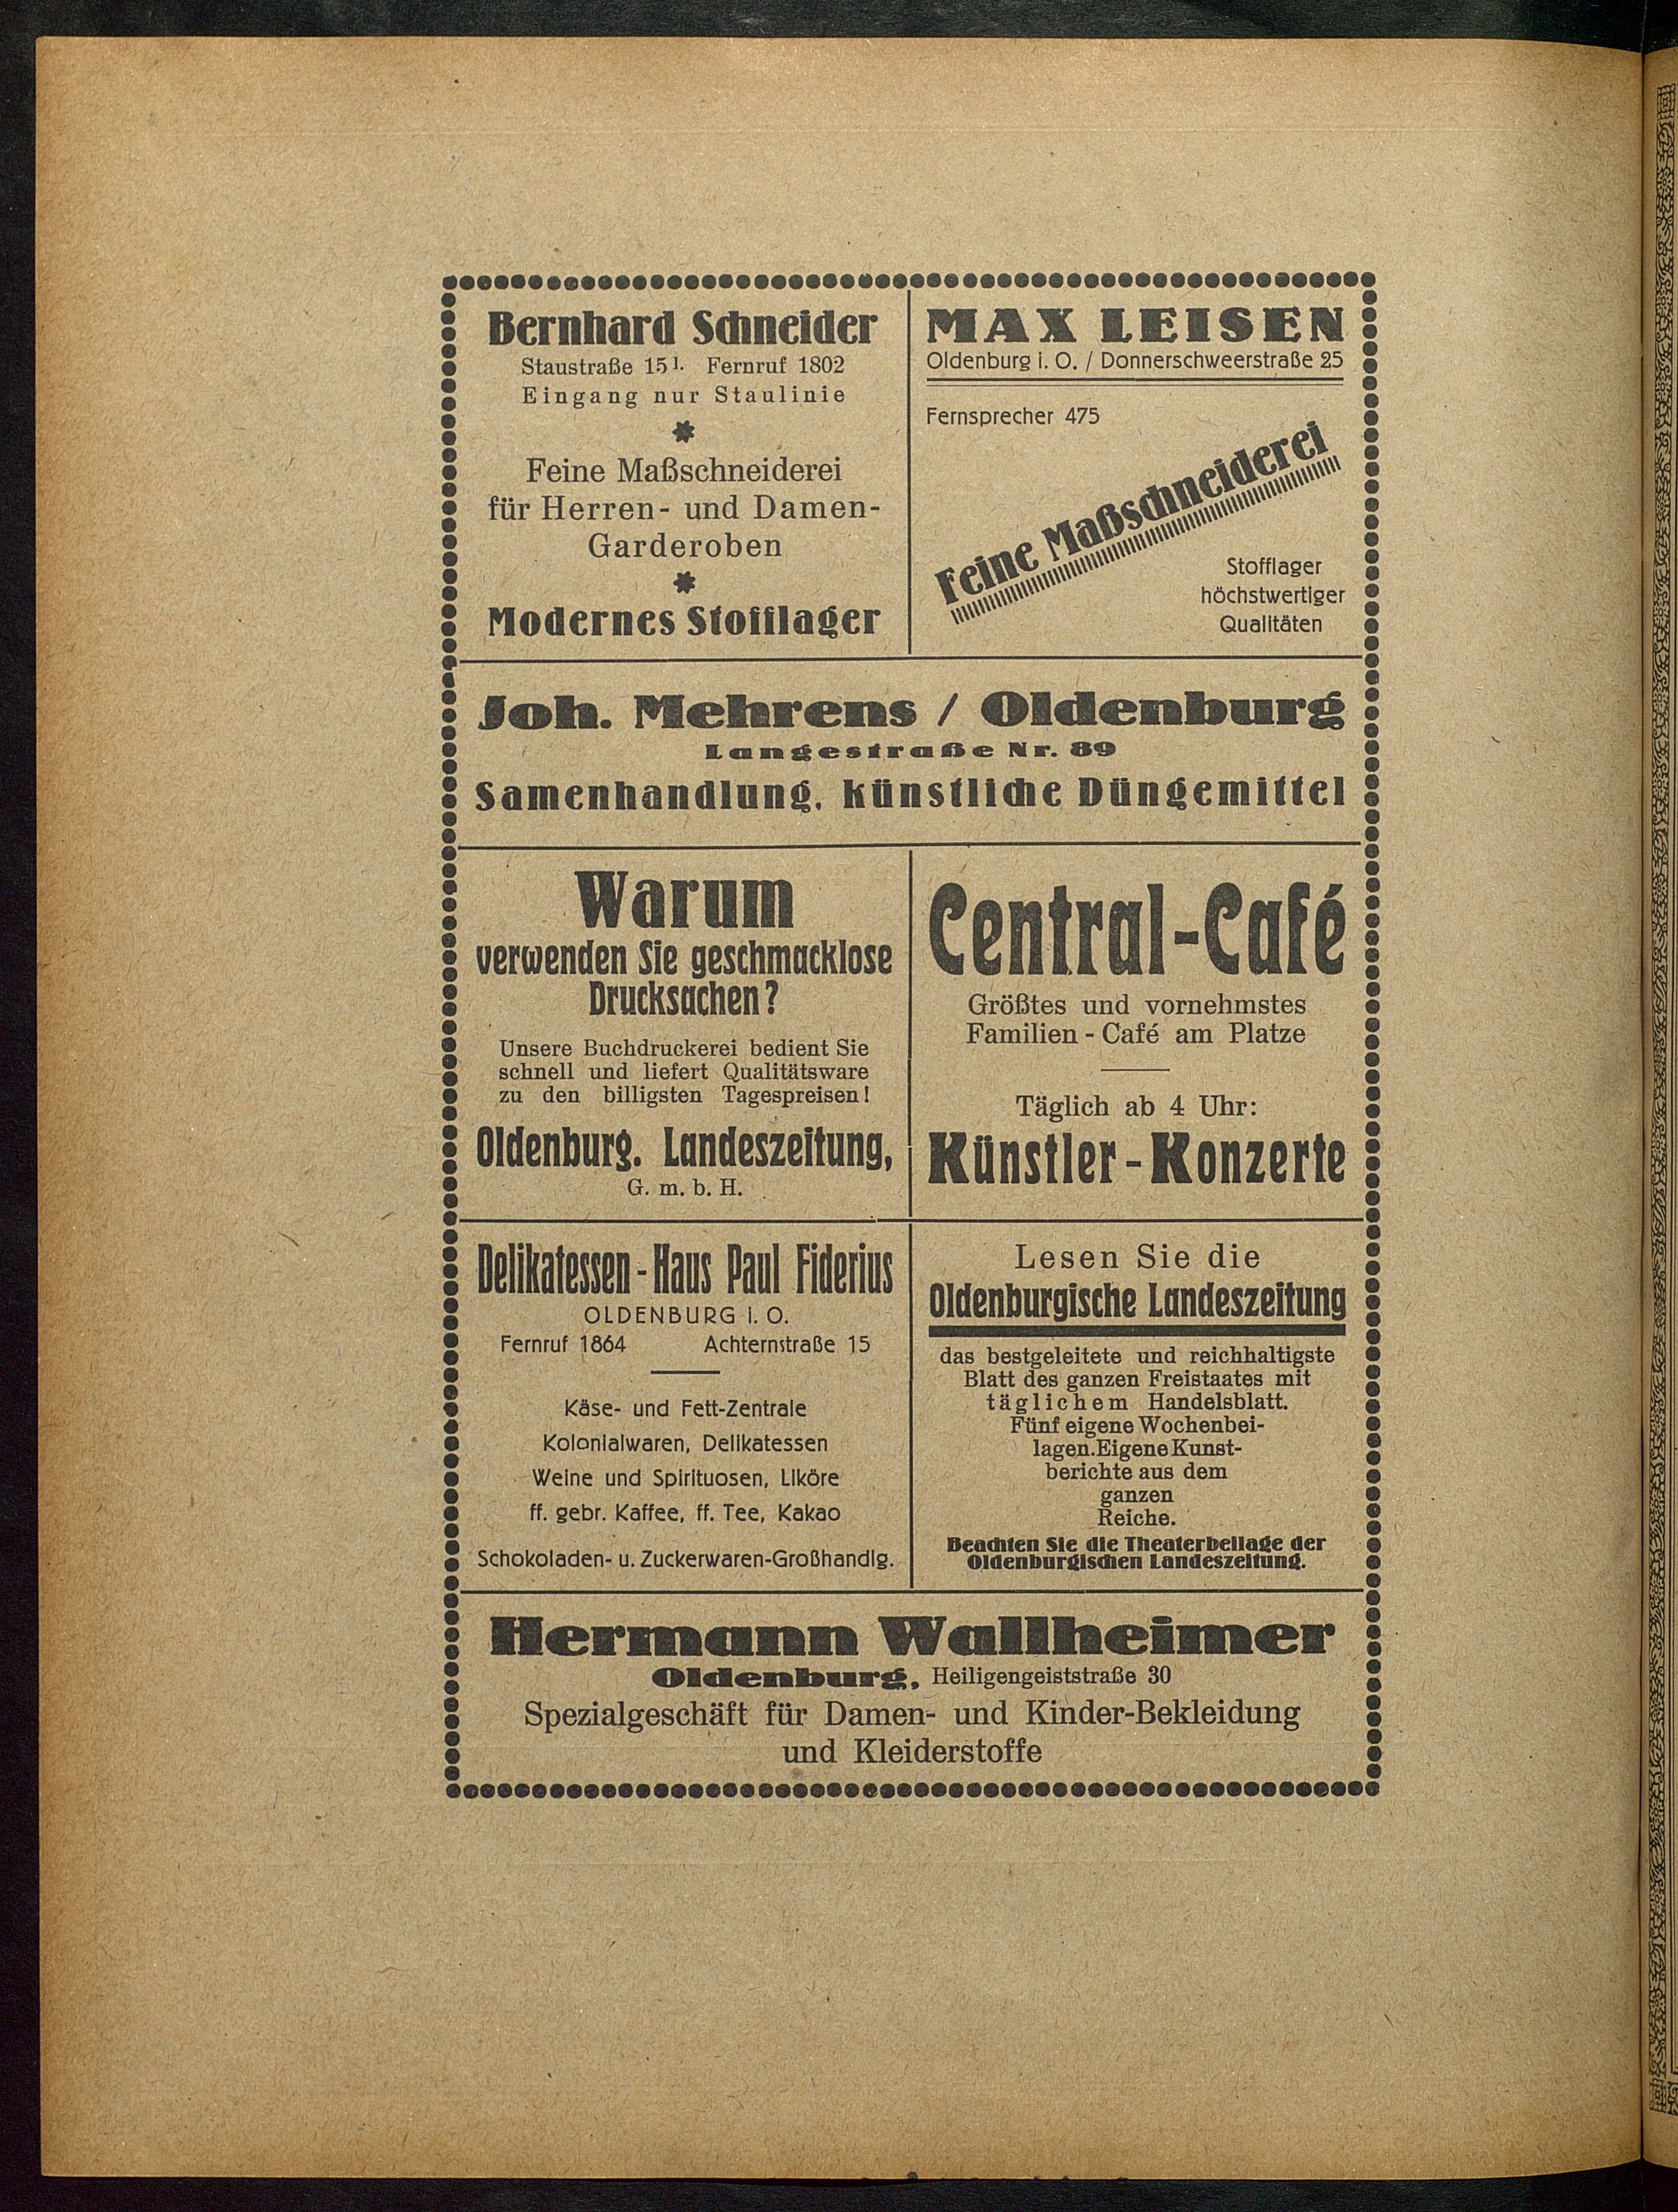 Bernhard Schneider
Staustraße 15 I. Fernruf 1802
Eingang nur Staulinie
Feine Maßschneiderei
für Herren- und Damen-
Garderoben
Modernes Stofflager
MAX LEISEN
Oldenburg i. O. / Donnerschweerstraße 25
Fernsprecher 475
Feine Maßschneiderei
Stofflager
höchstwertiger
Qualitäten
Joh. Mehrens / Oldenburg
Langestraße Nr. 89
Samenhandlung, künstliche Düngemittel
Warum
verwenden Sie geschmacklose
Drucksachen?
Unsere Buchdruckerei bedient Sie
schnell und liefert Qualitätsware
zu den billigsten Tagespreisen!
Oldenburg. Landeszeitung,
G. m. b. H.
Central-Café
Größtes und vornehmstes
Familien-Café am Platze
Täglich ab 4 Uhr:
Künstler-Konzerte
Delikatessen-Haus Paul Fiderius
OLDENBURG i. O.
Fernruf 1864 Achternstraße 15
Käse- und Fett-Zentrale
Kolonialwaren, Delikatessen
Weine und Spirituosen, Liköre
ff. gebr. Kaffee, ff. Tee, Kakao
Schokoladen- u. Zuckerwaren-Großhandlg.
Lesen Sie die
Oldenburgische Landeszeitung
das bestgeleitete und reichhaltigste
Blatt des ganzen Freistaates mit
täglichem Handelsblatt.
Fünf eigene Wochenbei-
lagen. Eigene Kunst-
berichte aus dem
ganzen
Reiche.
Beachten Sie die Theaterbeilage der
Oldenburgischen Landeszeitung.
Hermann Wallheimer
Oldenburg, Heiligengeiststraße 30
Spezialgeschäft für Damen- und Kinder-Bekleidung
und Kleiderstoffe